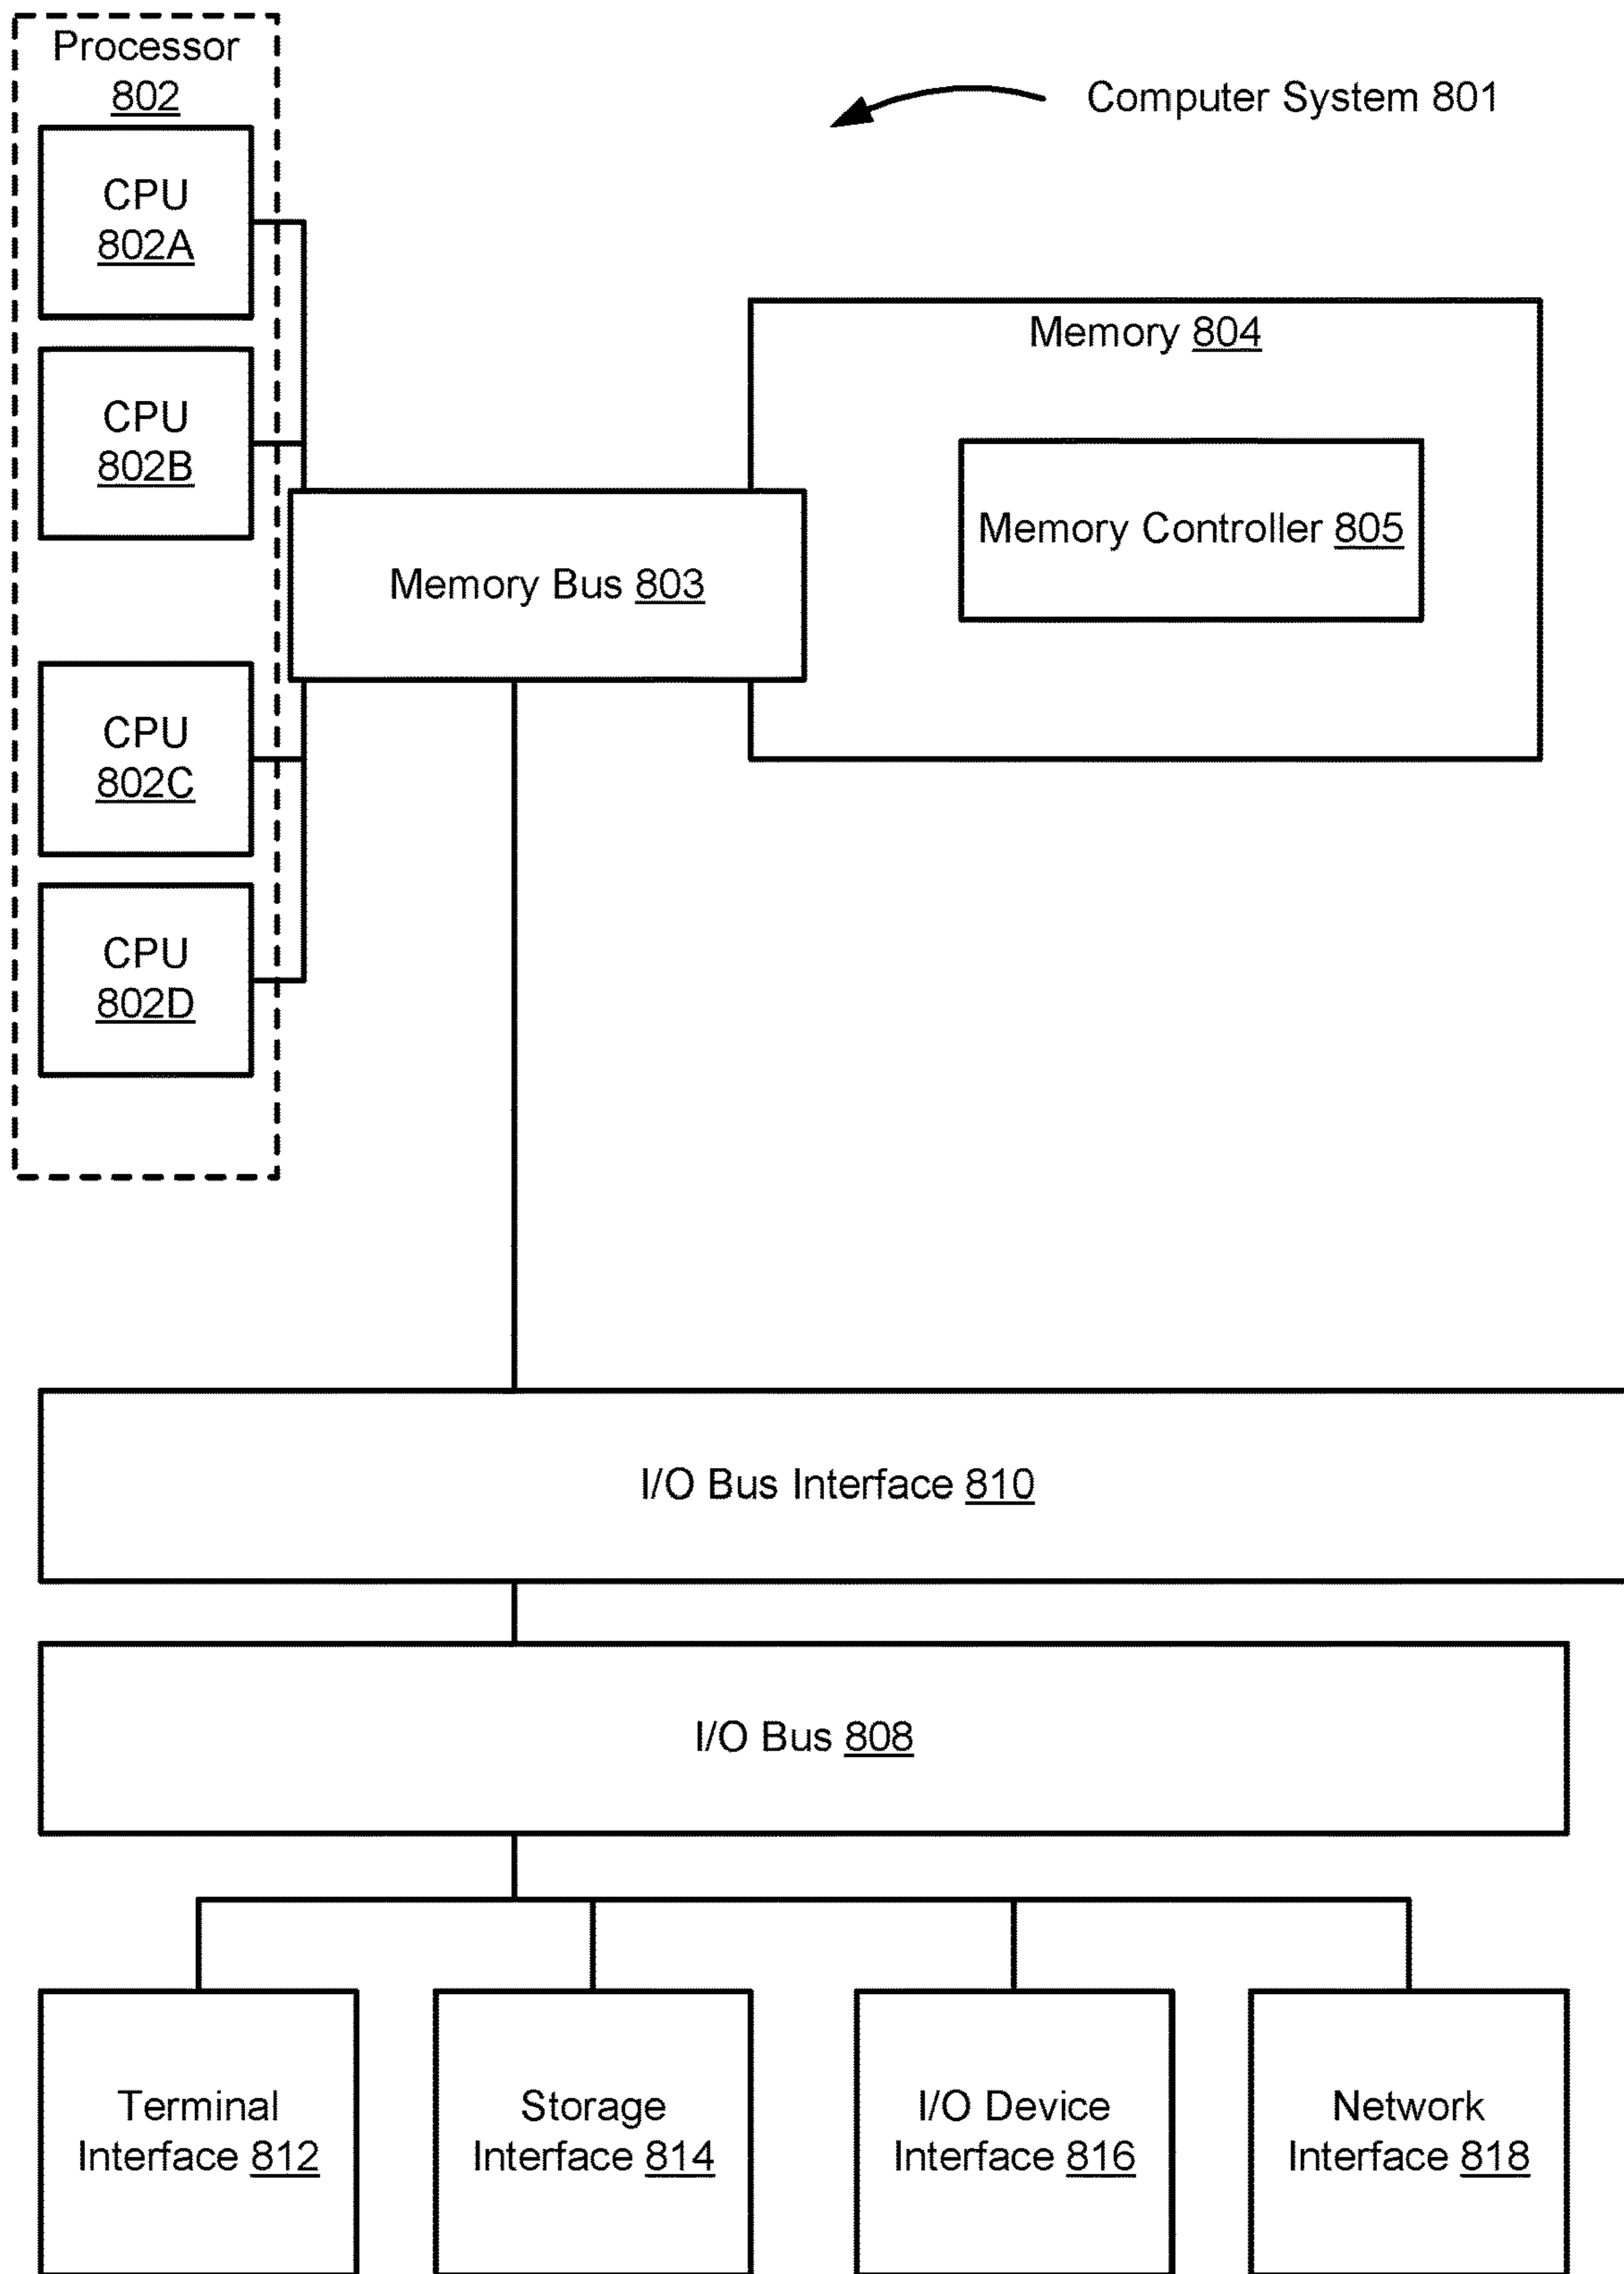 Processor
802
Computer System 801
CPU
802A
CPU
802B
Memory 804
Memory Controller 805
Memory Bus 803
CPU
802C
CPU
802D
I/O Bus Interface 810
I/O Bus 808
Terminal
Interface 812
Storage
Interface 814
I/O Device
Interface 816
Network
Interface 818